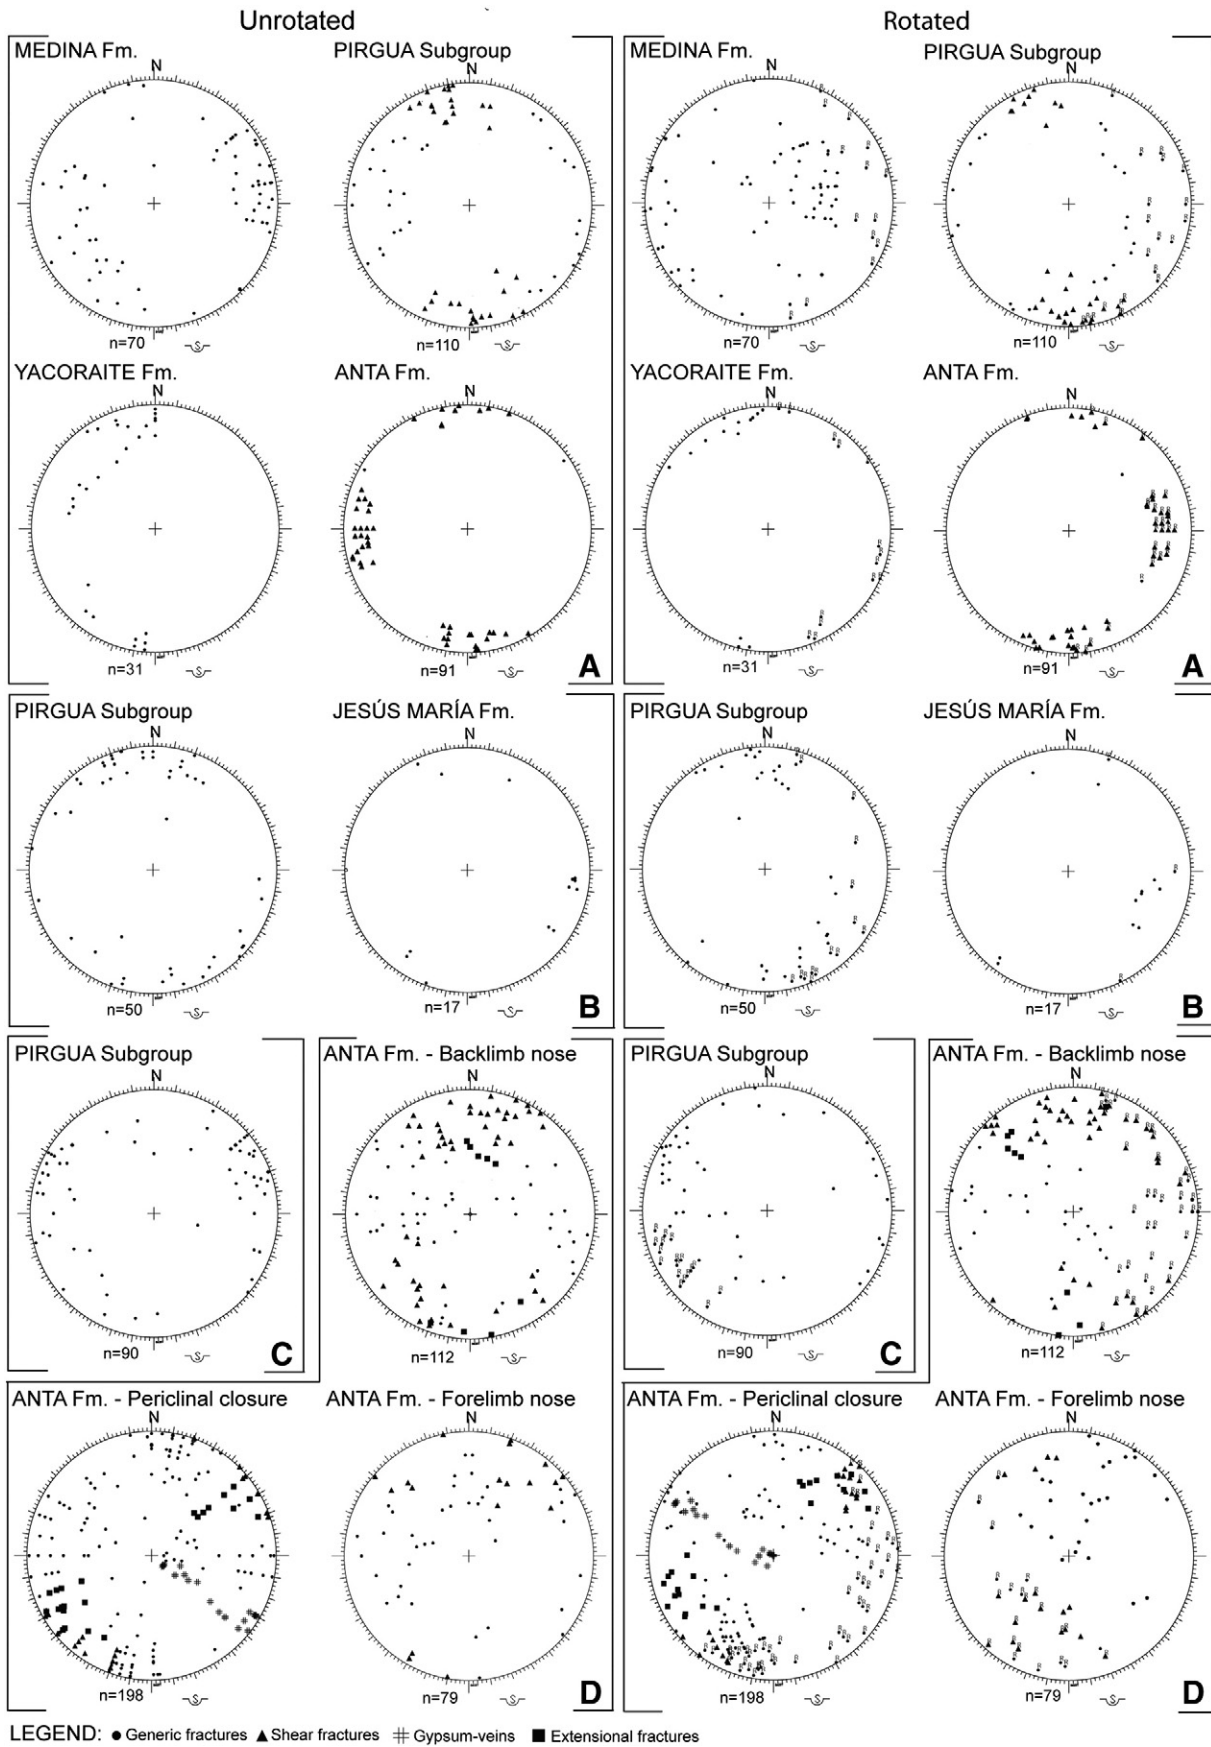 Unrotated
Rotated
MEDINA Fm.
PIRGUA Subgroup
MEDINA Fm.
PIRGUA Subgroup
N
N
N
N
n=70
S
n=110
S
n=70
S
n=110
S
YACORAITE Fm.
ANTA Fm.
YACORAITE Fm.
ANTA Fm.
N
N
N
N
n=31
S
n=91
S
A
n=31
S
n=91
S
A
PIRGUA Subgroup
JESÚS MARÍA Fm.
PIRGUA Subgroup
JESÚS MARÍA Fm.
N
N
N
N
n=50
S
n=17
S
B
n=50
S
n=17
S
B
PIRGUA Subgroup
ANTA Fm. - Backlimb nose
PIRGUA Subgroup
ANTA Fm. - Backlimb nose
N
N
N
N
n=90
S
C
n=112
S
n=90
S
C
n=112
S
ANTA Fm. - Periclinal closure
ANTA Fm. - Forelimb nose
ANTA Fm. - Periclinal closure
ANTA Fm. - Forelimb nose
N
N
N
N
n=198
S
n=79
S
D
n=198
S
n=79
S
D
LEGEND: Generic fractures Shear fractures Gypsum-veins Extensional fractures